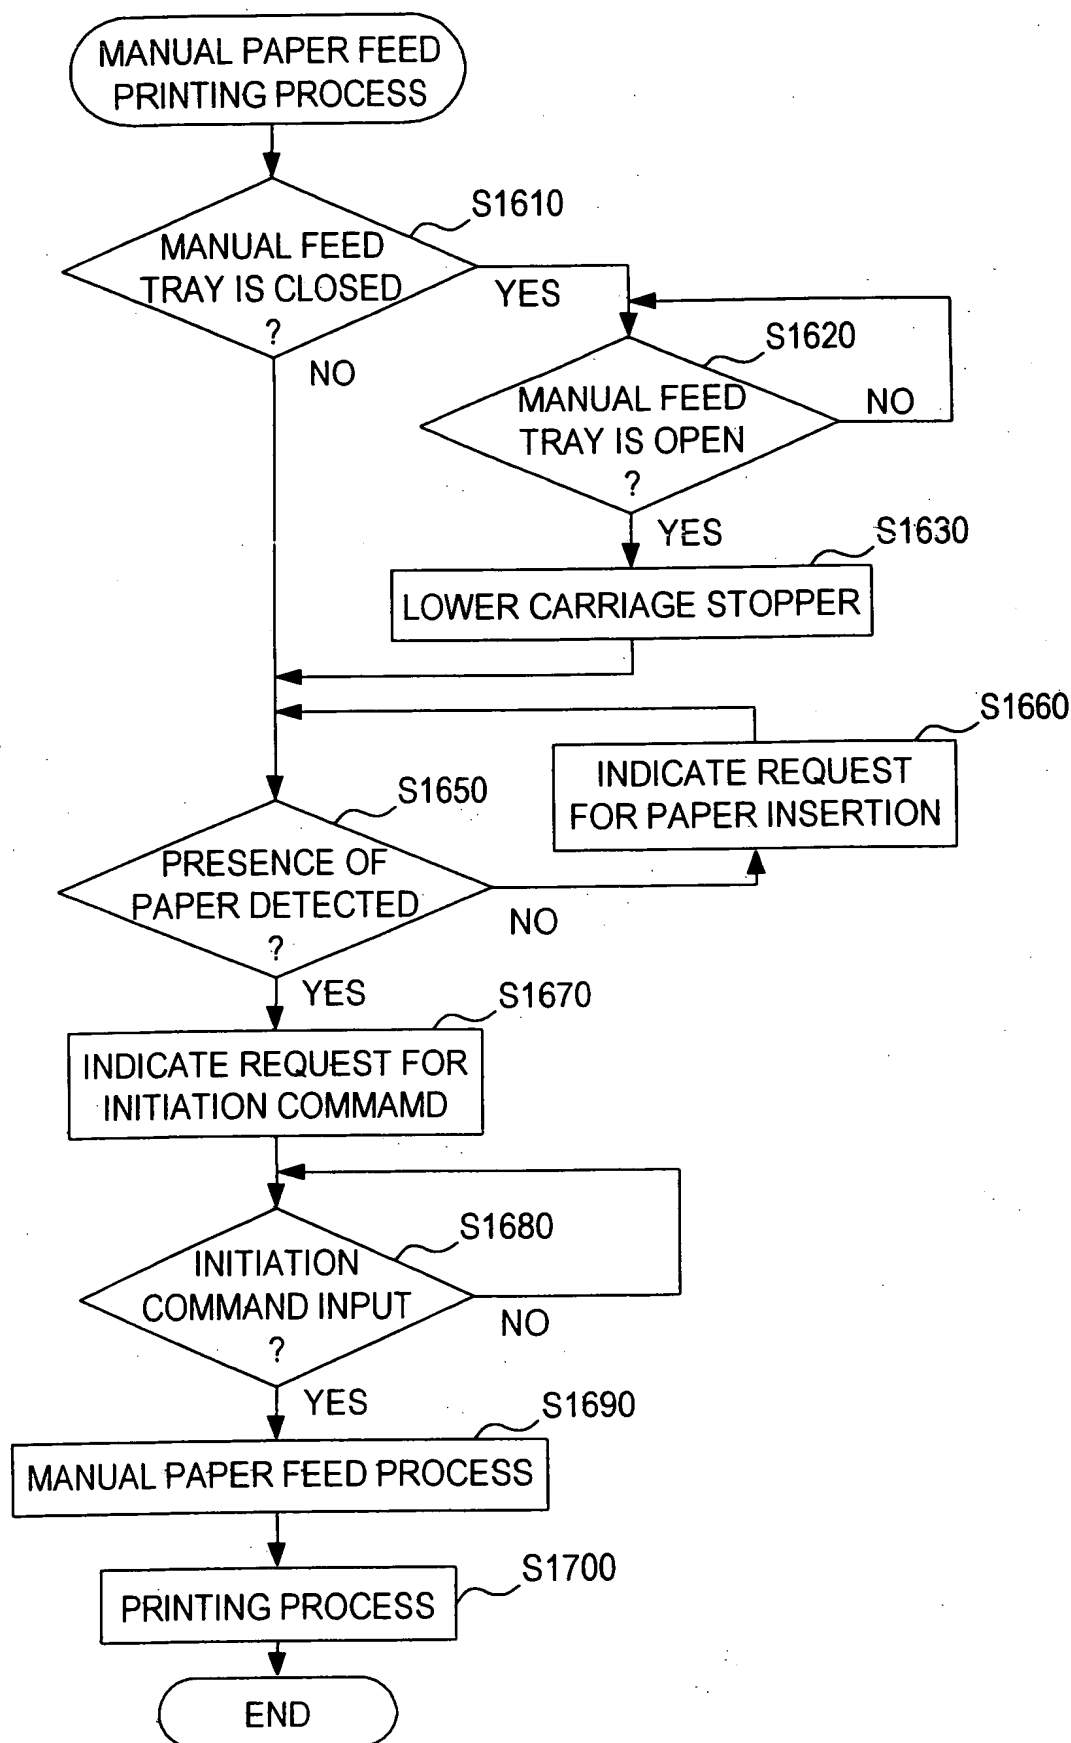 MANUAL PAPER FEED
PRINTING PROCESS
S1610
MANUAL FEED
TRAY IS CLOSED
?
YES
NO
S1620
MANUAL FEED
TRAY IS OPEN
?
NO
YES
S1630
LOWER CARRIAGE STOPPER
S1660
INDICATE REQUEST
FOR PAPER INSERTION
S1650
PRESENCE OF
PAPER DETECTED
?
NO
YES
S1670
INDICATE REQUEST FOR
INITIATION COMMAMD
S1680
INITIATION
COMMAND INPUT
?
NO
YES
S1690
MANUAL PAPER FEED PROCESS
S1700
PRINTING PROCESS
END